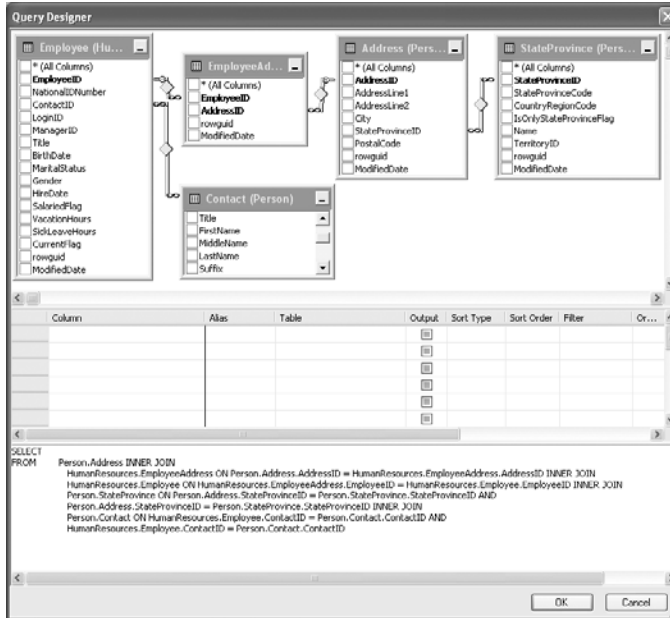 Query Designer
Employee (Hu...
* (All Columns)
EmployeeID
NationalIDNumber
ContactID
LoginID
ManagerID
Title
BirthDate
MaritalStatus
Gender
HireDate
SalariedFlag
VacationHours
SickLeaveHours
CurrentFlag
rowguid
ModifiedDate
EmployeeAd...
* (All Columns)
EmployeeID
AddressID
rowguid
ModifiedDate
Contact (Person)
Title
FirstName
MiddleName
LastName
Suffix
Address (Pers...
* (All Columns)
AddressID
AddressLine1
AddressLine2
City
StateProvinceID
PostalCode
rowguid
ModifiedDate
StateProvince (Pers...
* (All Columns)
StateProvinceID
StateProvinceCode
CountryRegionCode
IsOnlyStateProvinceFlag
Name
TerritoryID
rowguid
ModifiedDate
Column Alias Table Output Sort Type Sort Order Filter Or...
SELECT
FROM Person.Address INNER JOIN
HumanResources.EmployeeAddress ON Person.Address.AddressID = HumanResources.EmployeeAddress.AddressID INNER JOIN
HumanResources.Employee ON HumanResources.EmployeeAddress.EmployeeID = HumanResources.Employee.EmployeeID INNER JOIN
Person.StateProvince ON Person.Address.StateProvinceID = Person.StateProvince.StateProvinceID AND
Person.Address.StateProvinceID = Person.StateProvince.StateProvinceID INNER JOIN
Person.Contact ON HumanResources.Employee.ContactID = Person.Contact.ContactID AND
HumanResources.Employee.ContactID = Person.Contact.ContactID
OK Cancel